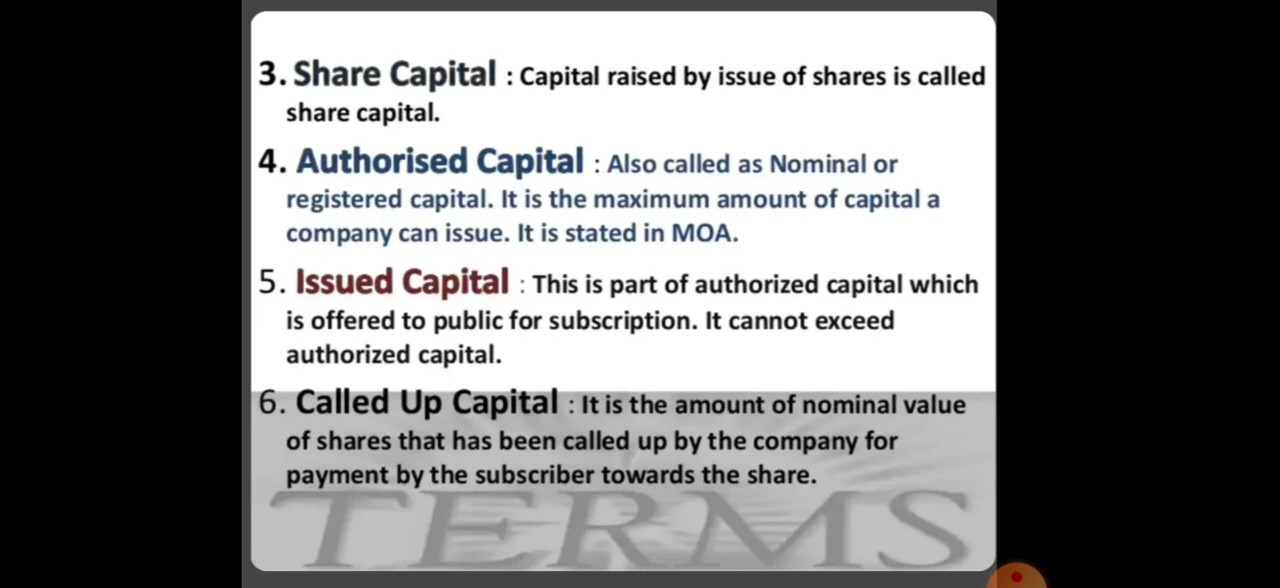 3. Share Capital : Capital raised by issue of shares is called
share capital.
4. Authorised Capital : Also called as Nominal or
registered capital. It is the maximum amount of capital a
company can issue. It is stated in MOA.
5. Issued Capital : This is part of authorized capital which
is offered to public for subscription. It cannot exceed
authorized capital.
6. Called Up Capital : It is the amount of nominal value
of shares that has been called up by the company for
payment by the subscriber towards the share.
TERMS